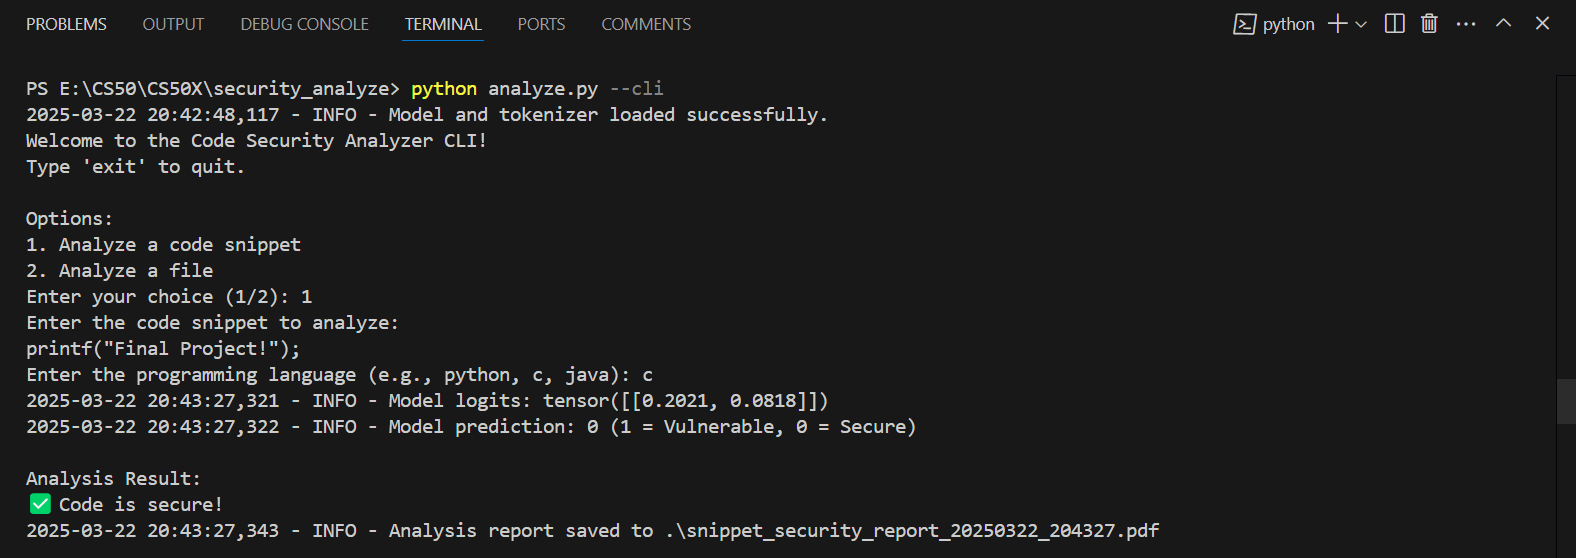 PROBLEMS OUTPUT DEBUG CONSOLE TERMINAL PORTS COMMENTS python
PS E:\CS50\CS50X\security_analyze> python analyze.py --cli
2025-03-22 20:42:48,117 - INFO - Model and tokenizer loaded successfully.
Welcome to the Code Security Analyzer CLI!
Type 'exit' to quit.
Options:
1. Analyze a code snippet
2. Analyze a file
Enter your choice (1/2): 1
Enter the code snippet to analyze:
printf("Final Project!");
Enter the programming language (e.g., python, c, java): c
2025-03-22 20:43:27,321 - INFO - Model logits: tensor([[0.2021, 0.0818]])
2025-03-22 20:43:27,322 - INFO - Model prediction: 0 (1 = Vulnerable, 0 = Secure)
Analysis Result:
✅ Code is secure!
2025-03-22 20:43:27,343 - INFO - Analysis report saved to .\snippet_security_report_20250322_204327.pdf